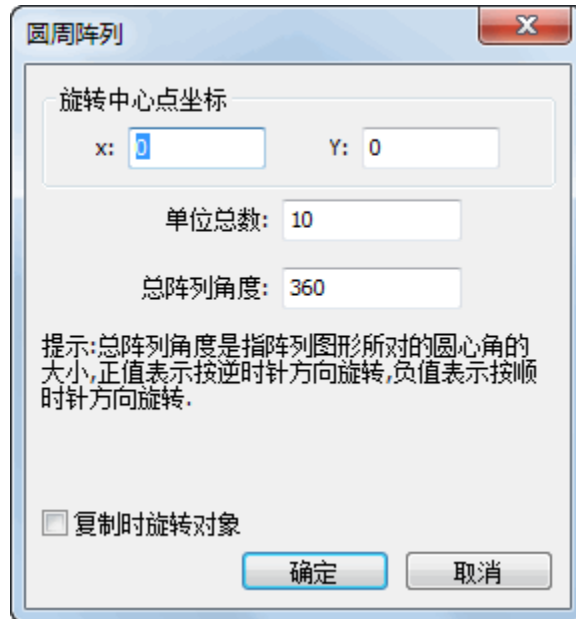 圆周阵列
旋转中心点坐标
x: 0 Y: 0
单位总数: 10
总阵列角度: 360
提示:总阵列角度是指阵列图形所对的圆心角的
大小,正值表示按逆时针方向旋转,负值表示按顺
时针方向旋转.
复制时旋转对象
确定 取消